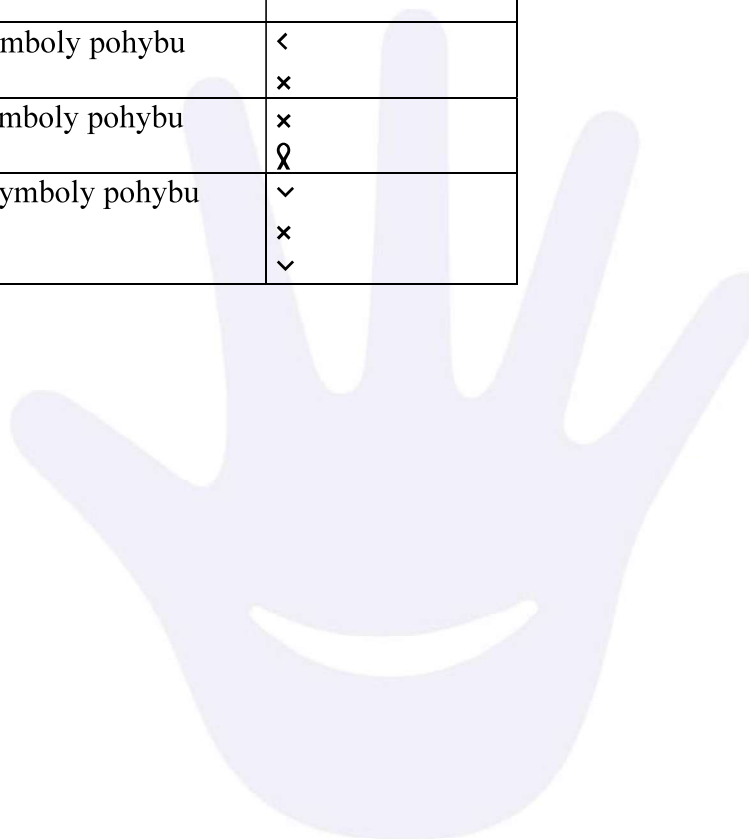 mboly pohybu <
×
mboly pohybu ×
ymboly pohybu ⌄
×
⌄